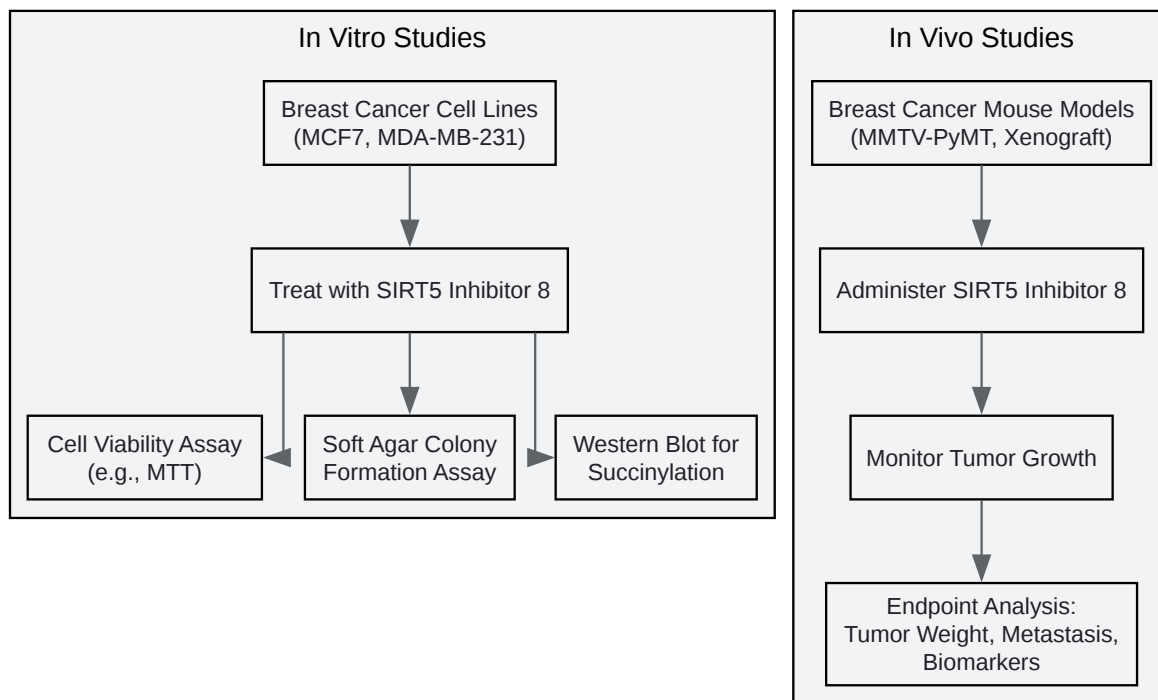 In Vitro Studies
Breast Cancer Cell Lines
(MCF7, MDA-MB-231)
Treat with SIRT5 Inhibitor 8
Cell Viability Assay
(e.g., MTT)
Soft Agar Colony
Formation Assay
Western Blot for
Succinylation
In Vivo Studies
Breast Cancer Mouse Models
(MMTV-PyMT, Xenograft)
Administer SIRT5 Inhibitor 8
Monitor Tumor Growth
Endpoint Analysis:
Tumor Weight, Metastasis,
Biomarkers